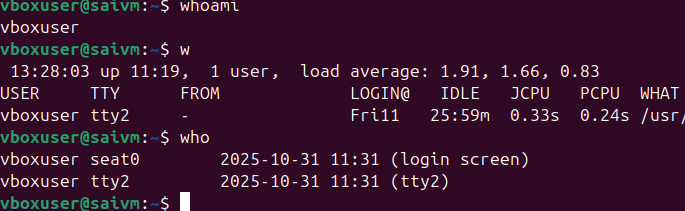 vboxuser@saivm:~$ whoami
vboxuser
vboxuser@saivm:~$ w
 13:28:03 up 11:19,  1 user,  load average: 1.91, 1.66, 0.83
USER     TTY      FROM             LOGIN@   IDLE   JCPU   PCPU  WHAT
vboxuser tty2     -                Fri11   25:59m  0.33s  0.24s /usr/
vboxuser@saivm:~$ who
vboxuser seat0        2025-10-31 11:31 (login screen)
vboxuser tty2         2025-10-31 11:31 (tty2)
vboxuser@saivm:~$